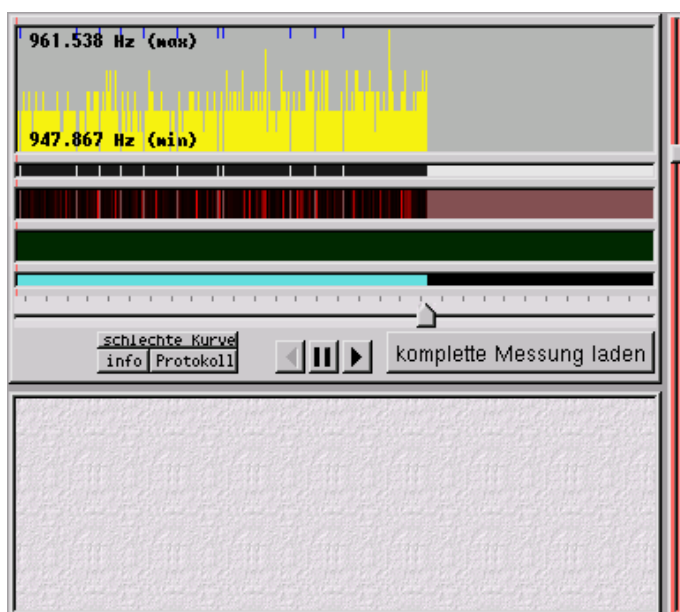 961.538 Hz (max)
947.867 Hz (min)
schlechte Kurve
info Protokoll
komplette Messung laden